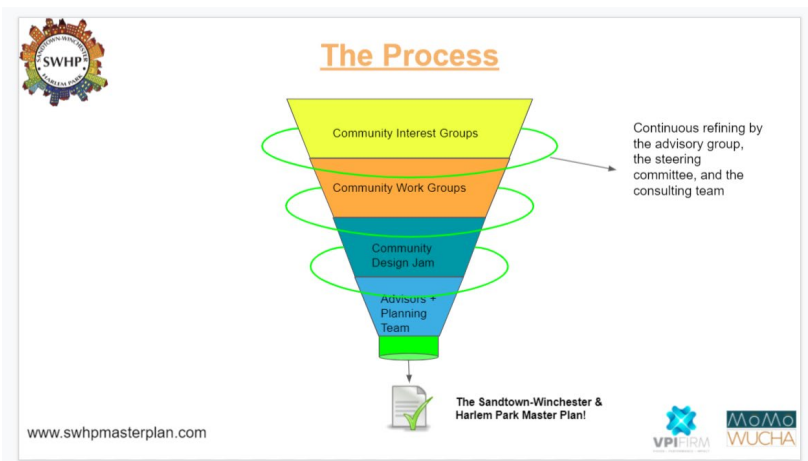 SANDTOWN-WINCHESTER
SWHP
HARLEM PARK
The Process
Community Interest Groups
Community Work Groups
Community
Design Jam
Advisors +
Planning
Team
Continuous refining by
the advisory group,
the steering
committee, and the
consulting team
The Sandtown-Winchester &
Harlem Park Master Plan!
www.swhpmasterplan.com
VPIFIRM
MoMo
WUCHA